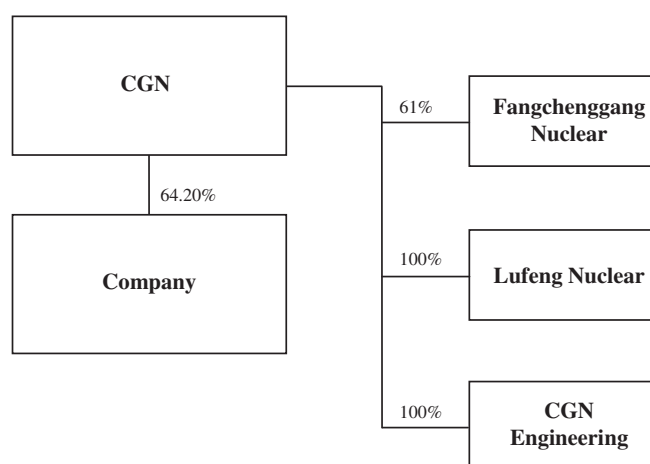 CGN
61%
Fangchenggang
Nuclear
64.20%
Company
100%
Lufeng Nuclear
100%
CGN
Engineering